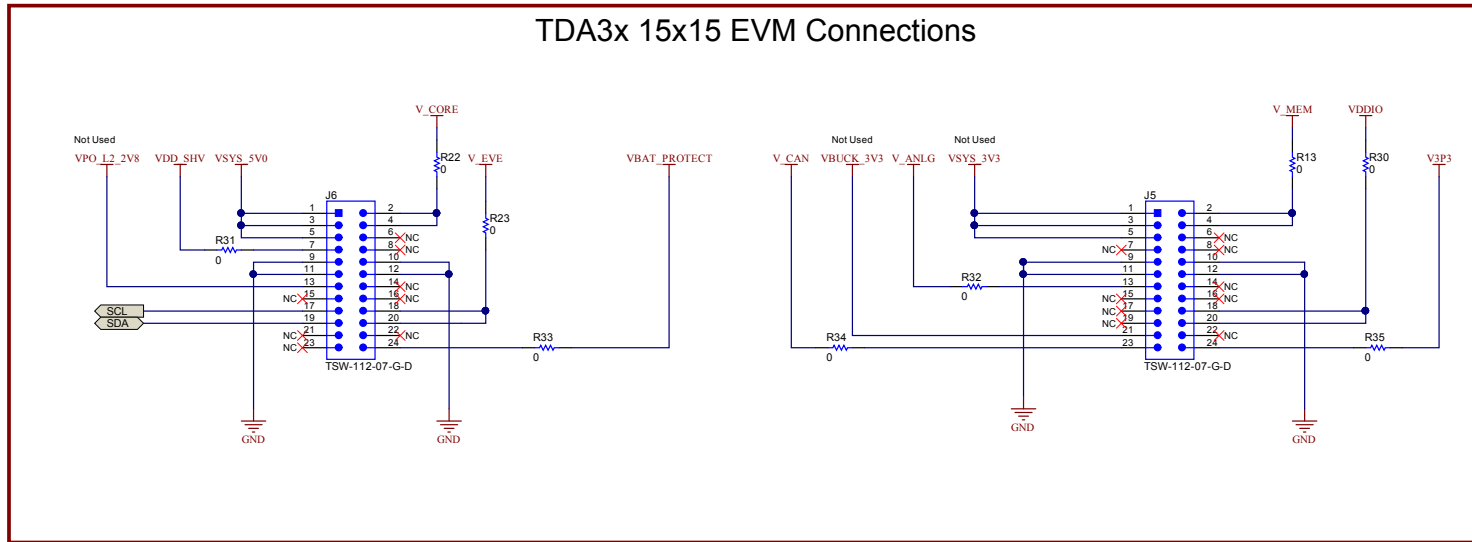 TDA3x 15x15 EVM Connections
V_CORE
V_MEM
VDDIO
Not Used
Not Used
Not Used
VPO_L2_2V8
VDD_SHV
VSYS_5V0
V_EVE
VBAT_PROTECT
V_CAN
VBUCK_3V3
V_ANLG
VSYS_3V3
V3P3
R22
0
R13
0
R30
0
J6
J5
R23
0
R31
0
1
2
3
4
5
6
NC
7
8
NC
9
10
11
12
13
14
NC
NC
15
16
NC
SCL
17
18
SDA
19
20
NC
21
22
NC
NC
23
24
R33
0
TSW-112-07-G-D
GND
GND
1
2
3
4
5
6
NC
NC
7
8
NC
9
10
11
12
R32
0
13
14
NC
NC
15
16
NC
NC
17
18
NC
19
20
21
22
NC
R34
0
23
24
R35
0
TSW-112-07-G-D
GND
GND